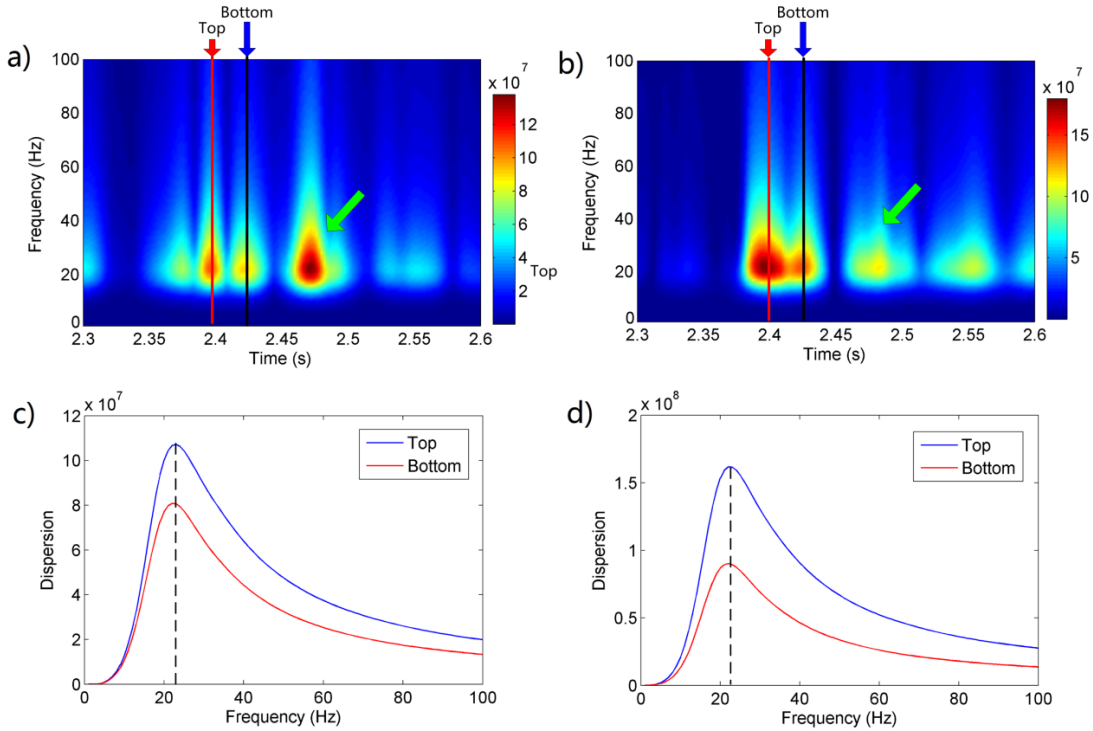 Bottom
Top
a)
x 10
7
100
80
60
40
20
0
Frequency (Hz)
12
10
8
6
4
2
Top
2.3
2.35
2.4
2.45
2.5
2.55
2.6
Time (s)
Bottom
Top
b)
x 10
7
100
80
60
40
20
0
Frequency (Hz)
15
10
5
2.3
2.35
2.4
2.45
2.5
2.55
2.6
Time (s)
c)
x 10
7
12
10
8
6
4
2
0
Dispersion
Top
Bottom
0
20
40
60
80
100
Frequency (Hz)
d)
x 10
8
2
1.5
1
0.5
0
Dispersion
Top
Bottom
0
20
40
60
80
100
Frequency (Hz)